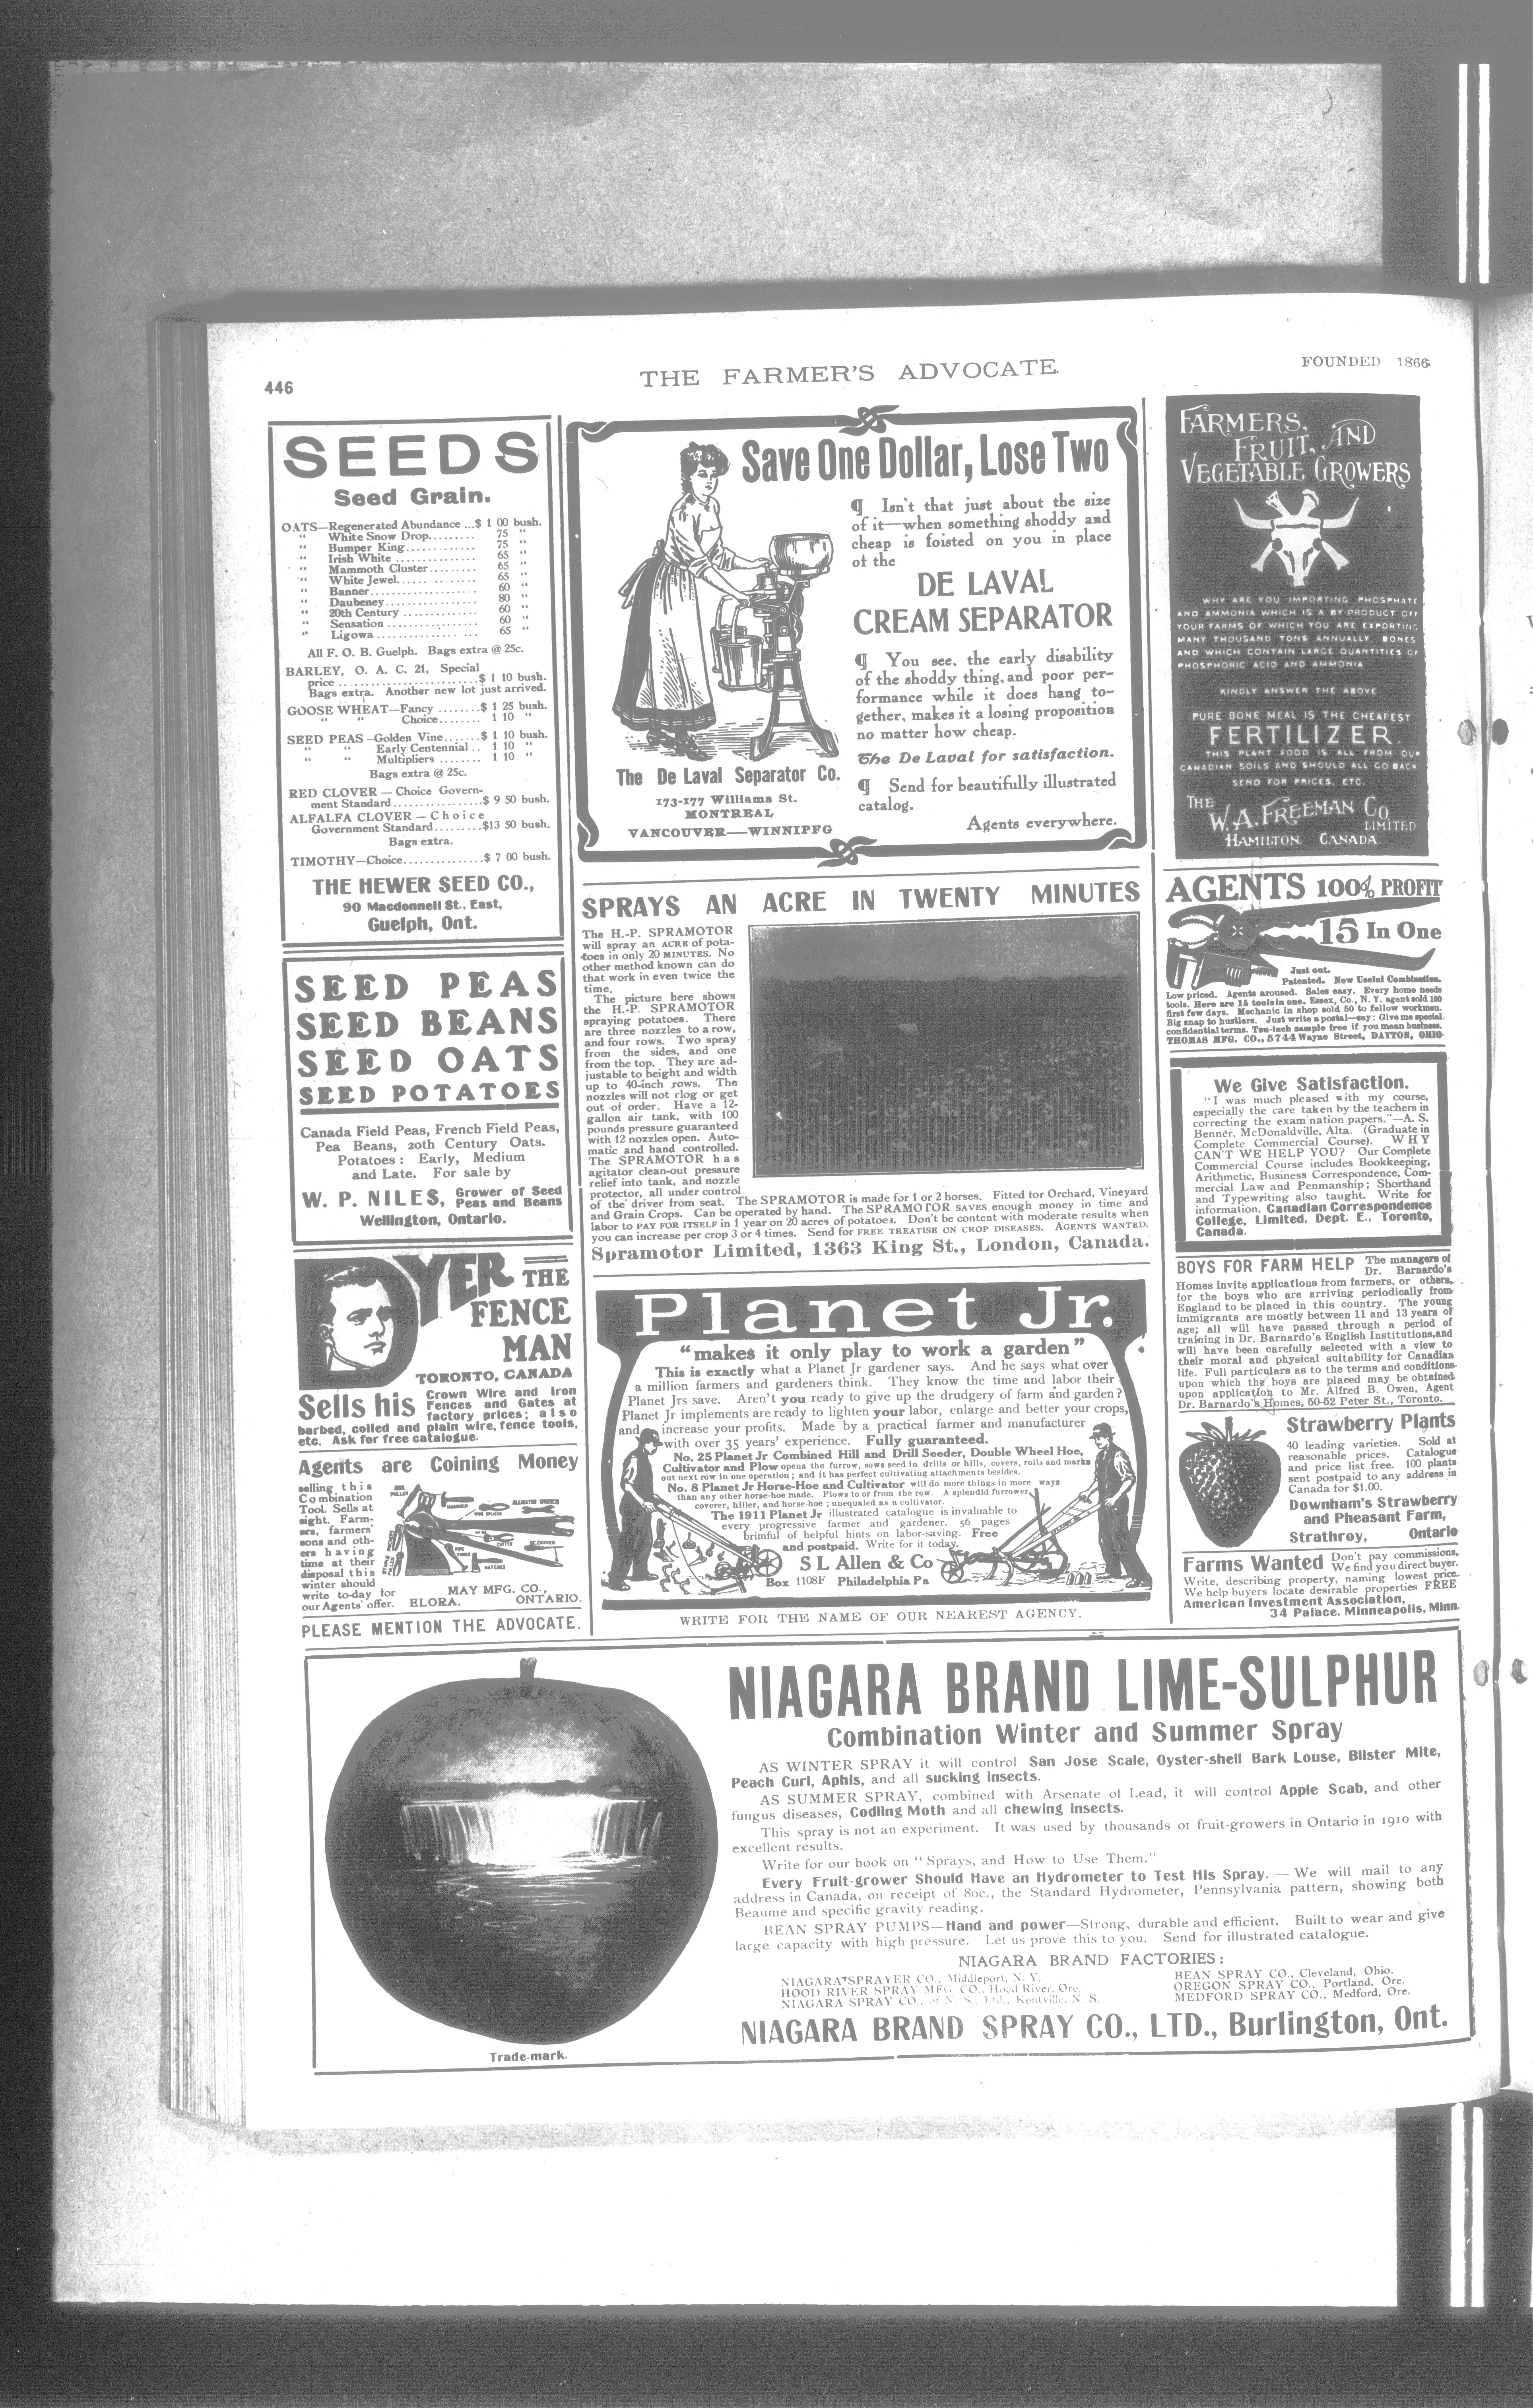 446
THE FARMER'S ADVOCATE
FOUNDED 1866
SEEDS
Seed Grain.
OATS—Regenerated Abundance ...$ 1 00 bush.
" White Snow Drop........ 75 "
" Bumper King............ 75 "
" Irish White .............. 65 "
" Mammoth Cluster......... 65 "
" White Jewel.............. 65 "
" Banner................... 60 "
" Daubeney................ 80 "
" 20th Century ............. 60 "
" Sensation ................ 60 "
" Ligowa .................. 65 "
All F. O. B. Guelph. Bags extra @ 25c.
BARLEY, O. A. C. 21, Special
price ..........................$ 1 10 bush.
Bags extra. Another new lot just arrived.
GOOSE WHEAT—Fancy ........$ 1 25 bush.
" " Choice........ 1 10 "
SEED PEAS—Golden Vine.......$ 1 10 bush.
" " Early Centennial .. 1 10 "
" " Multipliers ........ 1 10 "
Bags extra @ 25c.
RED CLOVER — Choice Govern-
ment Standard.................$ 9 50 bush.
ALFALFA CLOVER — Choice
Government Standard.........$13 50 bush.
Bags extra.
TIMOTHY—Choice...............$ 7 00 bush.
THE HEWER SEED CO.,
90 Macdonnell St., East,
Guelph, Ont.
SEED PEAS
SEED BEANS
SEED OATS
SEED POTATOES
Canada Field Peas, French Field Peas,
Pea Beans, 20th Century Oats.
Potatoes: Early, Medium
and Late. For sale by
W. P. NILES, Grower of Seed
Peas and Beans
Wellington, Ontario.
DYER THE
FENCE
MAN
TORONTO, CANADA
Sells his Crown Wire and Iron
Fences and Gates at
factory prices; also
barbed, coiled and plain wire, fence tools,
etc. Ask for free catalogue.
Agents are Coining Money
selling this
Combination
Tool. Sells at
sight. Farm-
ers, farmers'
sons and oth-
ers having
time at their
disposal this
winter should
write to-day for
our Agents' offer.
MAY MFG. CO.,
ELORA. ONTARIO.
PLEASE MENTION THE ADVOCATE.
Save One Dollar, Lose Two
¶ Isn't that just about the size
of it—when something shoddy and
cheap is foisted on you in place
of the
DE LAVAL
CREAM SEPARATOR
¶ You see, the early disability
of the shoddy thing, and poor per-
formance while it does hang to-
gether, makes it a losing proposition
no matter how cheap.
The De Laval for satisfaction.
¶ Send for beautifully illustrated
catalog.
Agents everywhere.
The De Laval Separator Co.
173-177 Williams St.
MONTREAL
VANCOUVER—WINNIPEG
SPRAYS AN ACRE IN TWENTY MINUTES
The H.-P. SPRAMOTOR
will spray an ACRE of pota-
toes in only 20 MINUTES. No
other method known can do
that work in even twice the
time.
The picture here shows
the H.-P. SPRAMOTOR
spraying potatoes. There
are three nozzles to a row,
and four rows. Two spray
from the sides, and one
from the top. They are ad-
justable to height and width
up to 40-inch rows. The
nozzles will not clog or get
out of order. Have a 12-
gallon air tank, with 100
pounds pressure guaranteed
with 12 nozzles open. Auto-
matic and hand controlled.
The SPRAMOTOR has
agitator clean-out pressure
relief into tank, and nozzle
protector, all under control
of the driver from seat. The SPRAMOTOR is made for 1 or 2 horses. Fitted for Orchard, Vineyard
and Grain Crops. Can be operated by hand. The SPRAMOTOR SAVES enough money in time and
labor to PAY FOR ITSELF in 1 year on 20 acres of potatoes. Don't be content with moderate results when
you can increase per crop 3 or 4 times. Send for FREE TREATISE ON CROP DISEASES. AGENTS WANTED.
Spramotor Limited, 1363 King St., London, Canada.
Planet Jr.
"makes it only play to work a garden"
This is exactly what a Planet Jr gardener says. And he says what over
a million farmers and gardeners think. They know the time and labor their
Planet Jrs save. Aren't you ready to give up the drudgery of farm and garden?
Planet Jr implements are ready to lighten your labor, enlarge and better your crops,
and increase your profits. Made by a practical farmer and manufacturer
with over 35 years' experience. Fully guaranteed.
No. 25 Planet Jr Combined Hill and Drill Seeder, Double Wheel Hoe,
Cultivator and Plow opens the furrow, sows seed in drills or hills, covers, rolls and marks
out next row in one operation; and it has perfect cultivating attachments besides.
No. 8 Planet Jr Horse-Hoe and Cultivator will do more things in more ways
than any other horse-hoe made. Plows to or from the row. A splendid furrower,
coverer, hiller, and horse-hoe; unequaled as a cultivator.
The 1911 Planet Jr illustrated catalogue is invaluable to
every progressive farmer and gardener. 56 pages
brimful of helpful hints on labor-saving. Free
and postpaid. Write for it today.
S L Allen & Co
Box 1108F Philadelphia Pa
WRITE FOR THE NAME OF OUR NEAREST AGENCY.
FARMERS,
FRUIT, AND
VEGETABLE GROWERS
WHY ARE YOU IMPORTING PHOSPHATE
AND AMMONIA WHICH IS A BY-PRODUCT OFF
YOUR FARMS OF WHICH YOU ARE EXPORTING
MANY THOUSAND TONS ANNUALLY. BONES
AND WHICH CONTAIN LARGE QUANTITIES OF
PHOSPHORIC ACID AND AMMONIA
KINDLY ANSWER THE ABOVE
PURE BONE MEAL IS THE CHEAPEST
FERTILIZER.
THIS PLANT FOOD IS ALL FROM OUR
CANADIAN SOILS AND SHOULD ALL GO BACK
SEND FOR PRICES, ETC.
THE
W. A. FREEMAN CO.
LIMITED
HAMILTON CANADA
AGENTS 100% PROFIT
15 In One
Just out.
Patented. New Useful Combination.
Low priced. Agents aroused. Sales easy. Every home needs
tools. Here are 15 tools in one. Essex, Co., N. Y. agent sold 100
first few days. Mechanic in shop sold 50 to fellow workmen.
Big snap to hustlers. Just write a postal—say: Give me special
confidential terms. Ten-inch sample free if you mean business.
THOMAS MFG. CO., 5744 Wayne Street, DAYTON, OHIO
We Give Satisfaction.
"I was much pleased with my course,
especially the care taken by the teachers in
correcting the examination papers."—A. S.
Benner, McDonaldville, Alta. (Graduate in
Complete Commercial Course). WHY
CAN'T WE HELP YOU? Our Complete
Commercial Course includes Bookkeeping,
Arithmetic, Business Correspondence, Com-
mercial Law and Penmanship; Shorthand
and Typewriting also taught. Write for
information. Canadian Correspondence
College, Limited. Dept. E., Toronto,
Canada.
BOYS FOR FARM HELP The managers of
Dr. Barnardo's
Homes invite applications from farmers, or others,
for the boys who are arriving periodically from
England to be placed in this country. The young
immigrants are mostly between 11 and 13 years of
age; all will have passed through a period of
training in Dr. Barnardo's English Institutions, and
will have been carefully selected with a view to
their moral and physical suitability for Canadian
life. Full particulars as to the terms and conditions
upon which the boys are placed may be obtained
upon application to Mr. Alfred B. Owen, Agent
Dr. Barnardo's Homes, 50-52 Peter St., Toronto.
Strawberry Plants
40 leading varieties. Sold at
reasonable prices. Catalogue
and price list free. 100 plants
sent postpaid to any address in
Canada for $1.00.
Downham's Strawberry
and Pheasant Farm,
Strathroy, Ontario
Farms Wanted Don't pay commissions,
We find you direct buyer.
Write, describing property, naming lowest price.
We help buyers locate desirable properties FREE
American Investment Association,
34 Palace. Minneapolis, Minn.
NIAGARA BRAND LIME-SULPHUR
Combination Winter and Summer Spray
AS WINTER SPRAY it will control San Jose Scale, Oyster-shell Bark Louse, Blister Mite,
Peach Curl, Aphis, and all sucking insects.
AS SUMMER SPRAY, combined with Arsenate of Lead, it will control Apple Scab, and other
fungus diseases, Codling Moth and all chewing insects.
This spray is not an experiment. It was used by thousands of fruit-growers in Ontario in 1910 with
excellent results.
Write for our book on "Sprays, and How to Use Them."
Every Fruit-grower Should Have an Hydrometer to Test His Spray. — We will mail to any
address in Canada, on receipt of 80c., the Standard Hydrometer, Pennsylvania pattern, showing both
Beaume and specific gravity reading.
BEAN SPRAY PUMPS—Hand and power—Strong, durable and efficient. Built to wear and give
large capacity with high pressure. Let us prove this to you. Send for illustrated catalogue.
NIAGARA BRAND FACTORIES:
NIAGARA SPRAYER CO., Middleport, N. Y.
HOOD RIVER SPRAY MFG CO., Hood River, Ore.
NIAGARA SPRAY CO., of N. S., Ltd., Kentville, N. S.
BEAN SPRAY CO., Cleveland, Ohio.
OREGON SPRAY CO., Portland, Ore.
MEDFORD SPRAY CO., Medford, Ore.
NIAGARA BRAND SPRAY CO., LTD., Burlington, Ont.
Trade-mark.